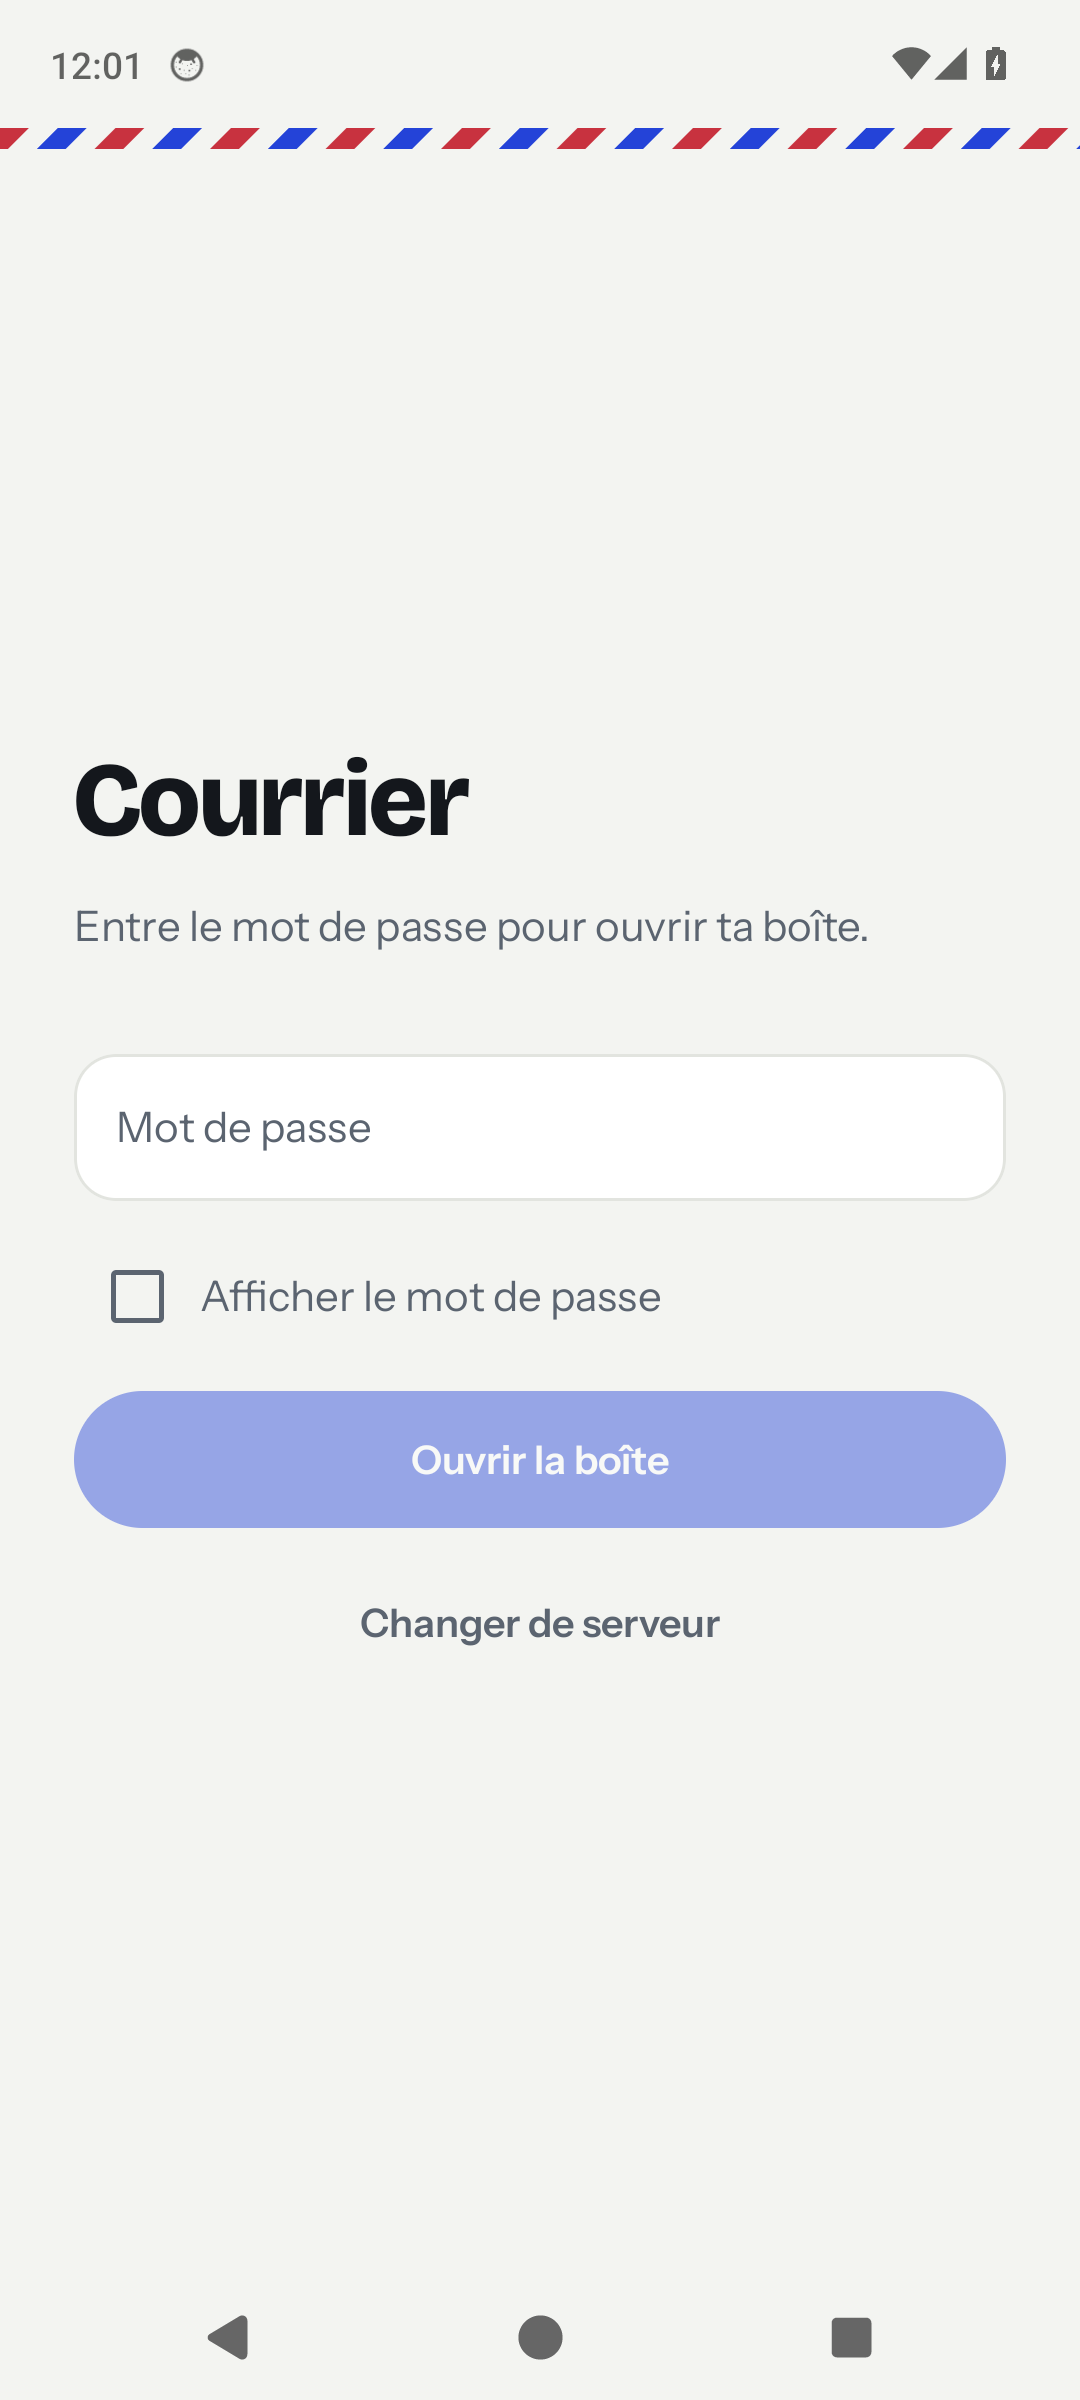 12:01
Courrier
Entre le mot de passe pour ouvrir ta boîte.
Mot de passe
Afficher le mot de passe
Ouvrir la boîte
Changer de serveur